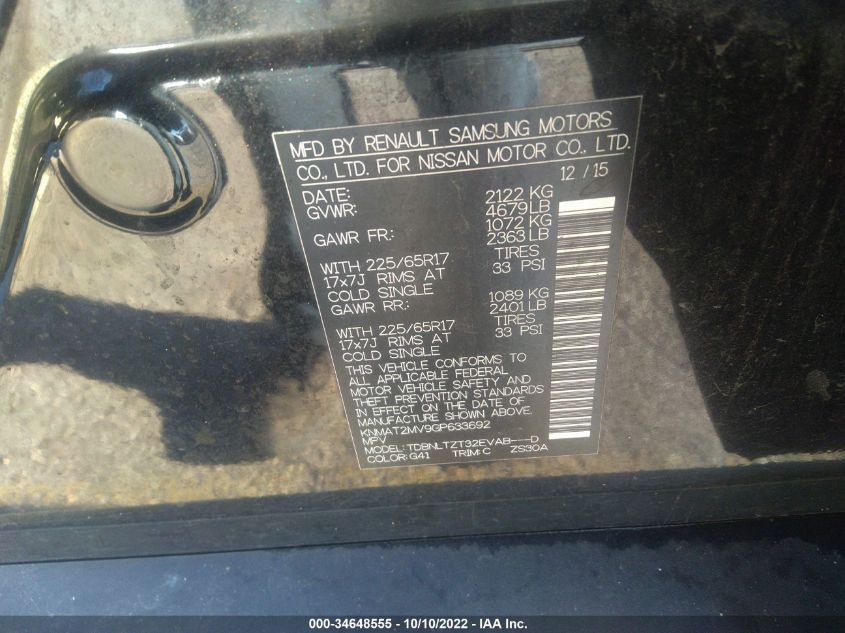 MFD BY RENAULT SAMSUNG MOTORS
CO., LTD. FOR NISSAN MOTOR CO., LTD.
DATE: 12 / 15
GVWR: 2122 KG
4679 LB
GAWR FR: 1072 KG
2363 LB
WITH 225/65R17 TIRES
17x7J RIMS AT 33 PSI
COLD SINGLE
GAWR RR: 1089 KG
2401 LB
WITH 225/65R17 TIRES
17x7J RIMS AT 33 PSI
COLD SINGLE
THIS VEHICLE CONFORMS TO
ALL APPLICABLE FEDERAL
MOTOR VEHICLE SAFETY AND
THEFT PREVENTION STANDARDS
IN EFFECT ON THE DATE OF
MANUFACTURE SHOWN ABOVE.
KNMAT2MV9GP633692
MPV
MODEL: TDBNLTZT32EVAB---D
COLOR: G41 TRIM: C ZS30A
000-34648555 - 10/10/2022 - IAA Inc.